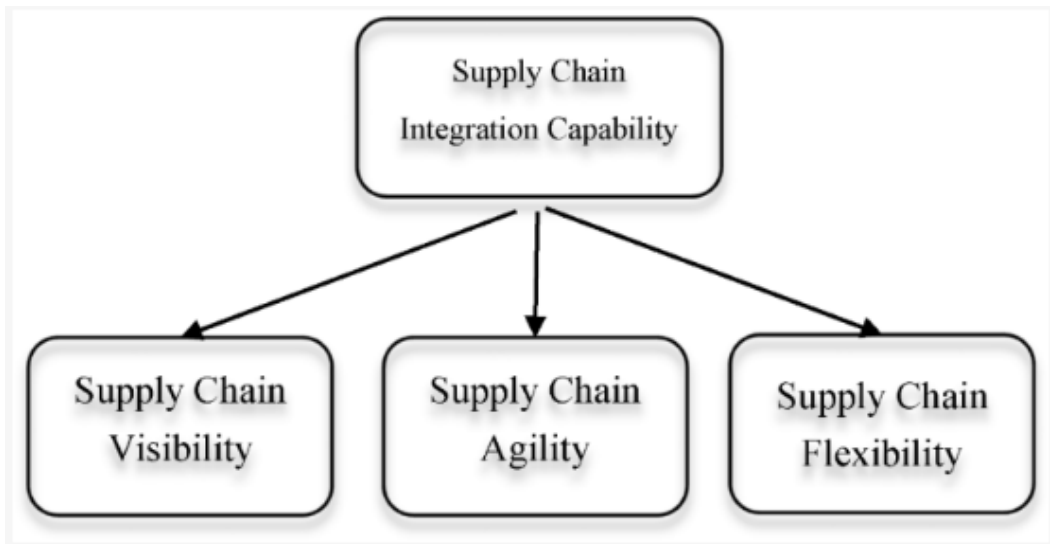 Supply Chain
Integration Capability
Supply Chain
Visibility
Supply Chain
Agility
Supply Chain
Flexibility